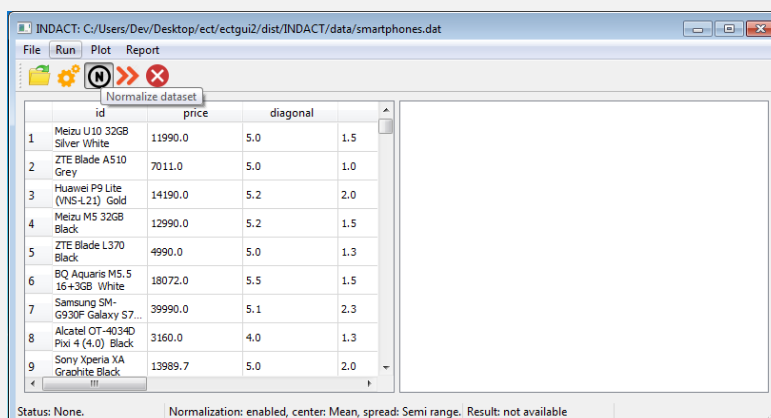 INDACT: C:/Users/Dev/Desktop/ect/ectgui2/dist/INDACT/data/smartphones.dat
File Run Plot Report
N
Normalize dataset
id price diagonal
1 Meizu U10 32GB Silver White 11990.0 5.0 1.5
2 ZTE Blade A510 Grey 7011.0 5.0 1.0
3 Huawei P9 Lite (VNS-L21) Gold 14190.0 5.2 2.0
4 Meizu M5 32GB Black 12990.0 5.2 1.5
5 ZTE Blade L370 Black 4990.0 5.0 1.3
6 BQ Aquaris M5.5 16+3GB White 18072.0 5.5 1.5
7 Samsung SM-G930F Galaxy S7... 39990.0 5.1 2.3
8 Alcatel OT-4034D Pixi 4 (4.0) Black 3160.0 4.0 1.3
9 Sony Xperia XA Graphite Black 13989.7 5.0 2.0
Status: None. Normalization: enabled, center: Mean, spread: Semi range. Result: not available